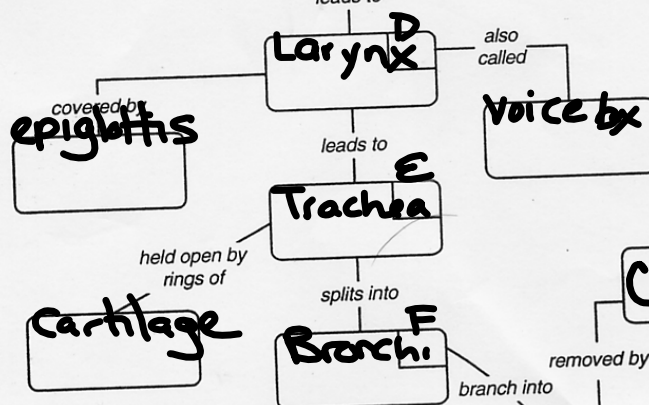 leads to
D
Larynx
also
called
covered by
epiglottis
Voice box
leads to
E
Trachea
held open by
rings of
splits into
C
Cartilage
F
Bronchi
removed by
branch into